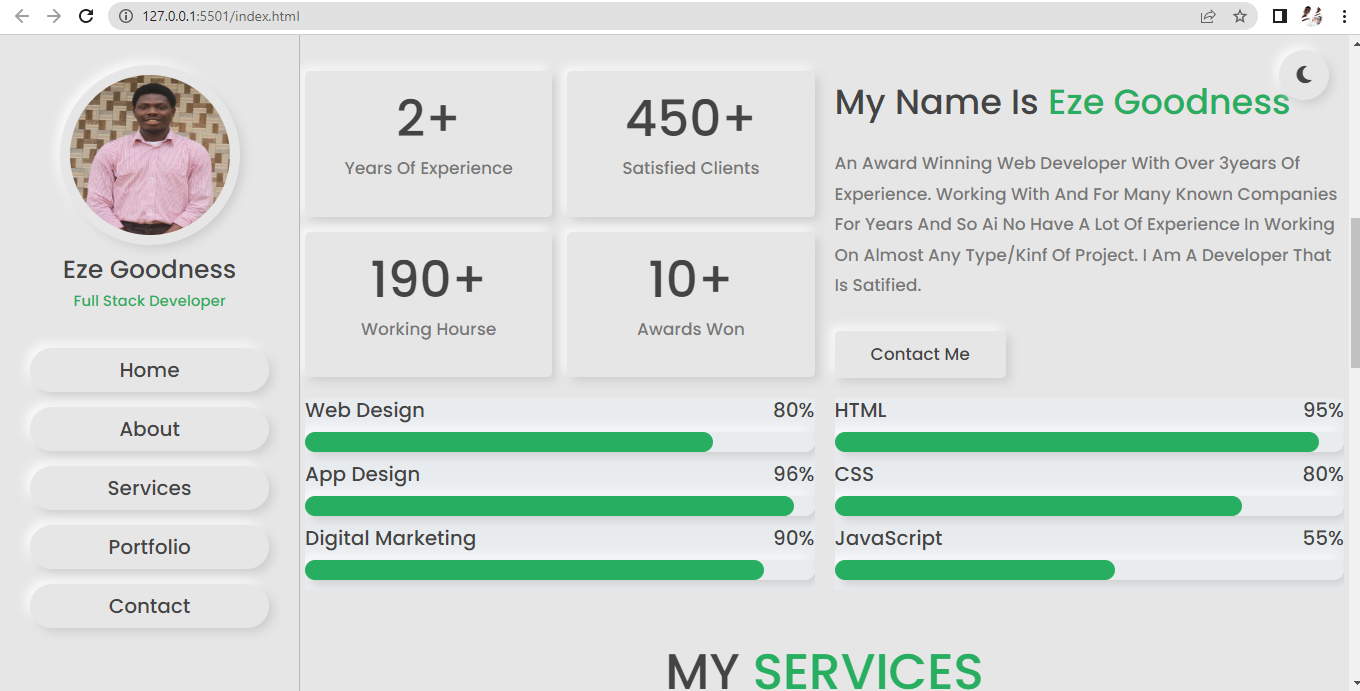 127.0.0.1:5501/index.html
Eze Goodness
Full Stack Developer
Home
About
Services
Portfolio
Contact
2+
Years Of Experience
450+
Satisfied Clients
190+
Working Hourse
10+
Awards Won
My Name Is Eze Goodness
An Award Winning Web Developer With Over 3years Of
Experience. Working With And For Many Known Companies
For Years And So Ai No Have A Lot Of Experience In Working
On Almost Any Type/Kinf Of Project. I Am A Developer That
Is Satified.
Contact Me
Web Design 80%
App Design 96%
Digital Marketing 90%
HTML 95%
CSS 80%
JavaScript 55%
MY SERVICES